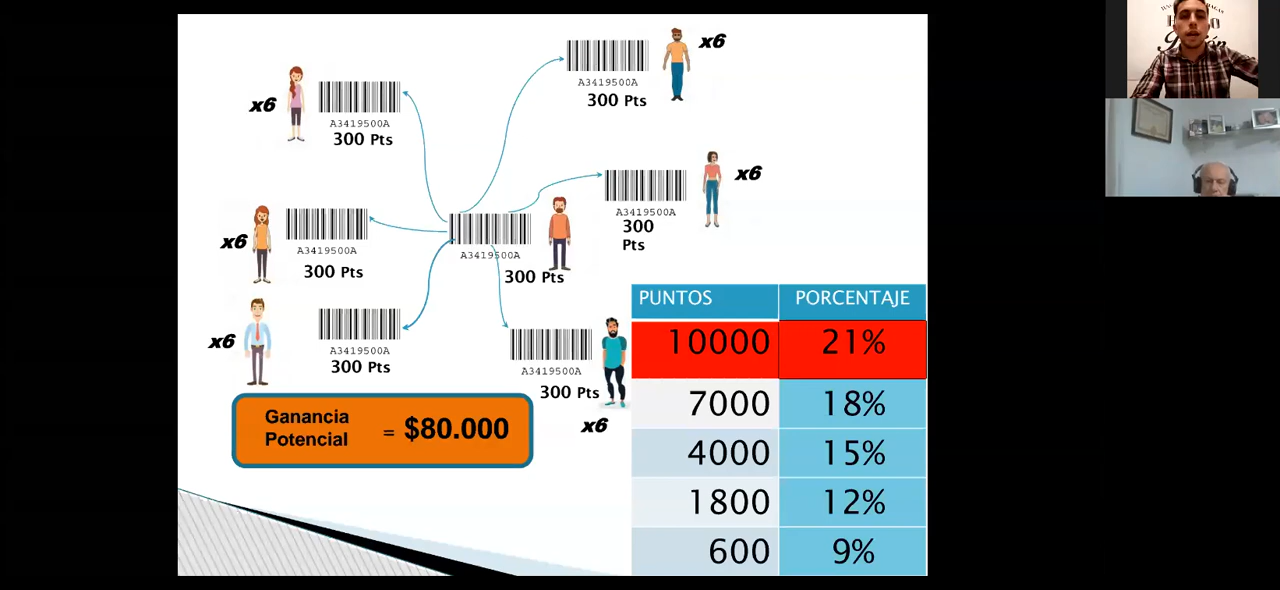 x6
A3419500A
300 Pts
A3419500A
300 Pts
x6
A3419500A
300
Pts
x6
x6
A3419500A
300 Pts
A3419500A
300 Pts
x6
A3419500A
300 Pts
A3419500A
300 Pts
x6
Ganancia
Potencial
= $80.000
PUNTOS PORCENTAJE
10000 21%
7000 18%
4000 15%
1800 12%
600 9%